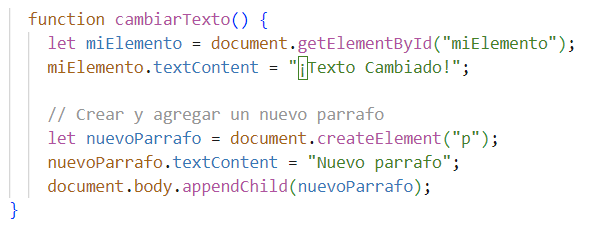 function cambiarTexto() {
let miElemento = document.getElementById("miElemento");
miElemento.textContent = "¡Texto Cambiado!";
// Crear y agregar un nuevo parrafo
let nuevoParrafo = document.createElement("p");
nuevoParrafo.textContent = "Nuevo parrafo";
document.body.appendChild(nuevoParrafo);
}